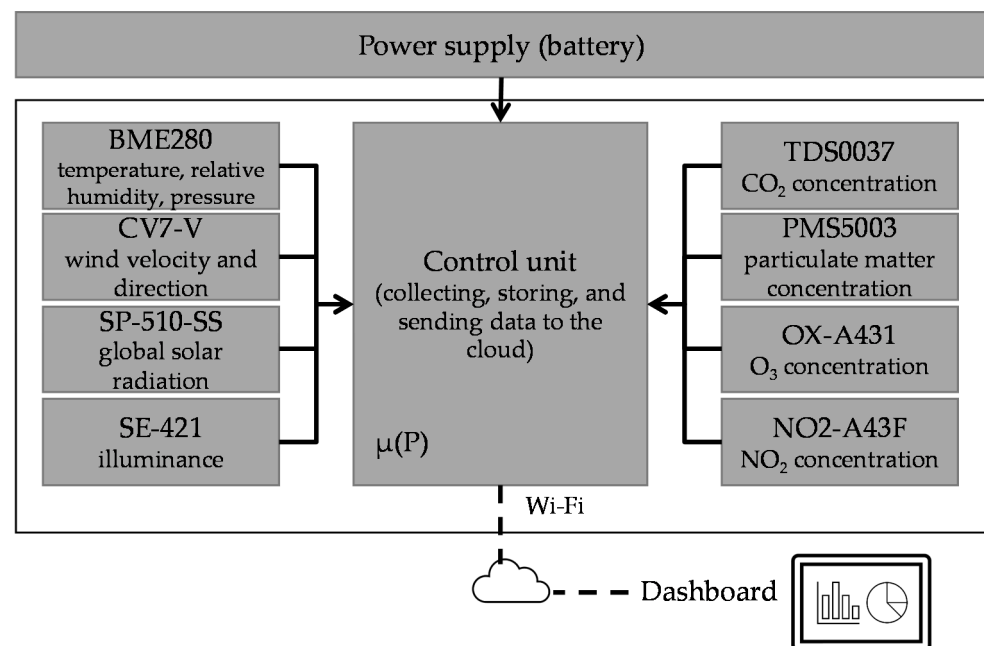 Power supply (battery)
BME280
temperature, relative
humidity, pressure
CV7-V
wind velocity and
direction
SP-510-SS
global solar
radiation
SE-421
illuminance
Control unit
(collecting, storing, and
sending data to the
cloud)
μ(P)
TDS0037
CO₂ concentration
PMS5003
particulate matter
concentration
OX-A431
O₃ concentration
NO2-A43F
NO₂ concentration
Wi-Fi
Dashboard